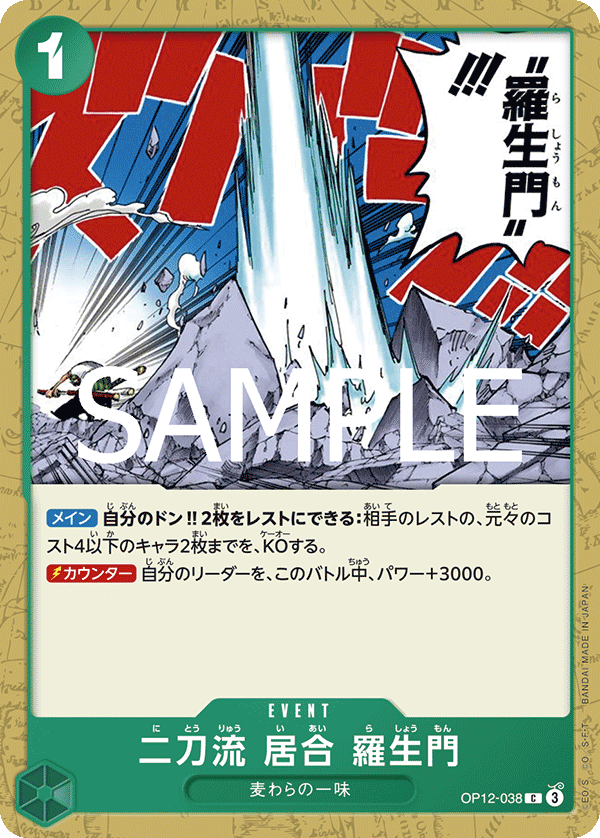 1
"羅生門"
!!!
SAMPLE
メイン 自分のドン!!2枚をレストにできる:相手のレストの、元々のコ
スト4以下のキャラ2枚までを、KOする。
カウンター 自分のリーダーを、このバトル中、パワー+3000。
EVENT
二刀流 居合 羅生門
麦わらの一味
OP12-038 C 3
©E.O. S.-F.-T. BANDAI MADE IN JAPAN